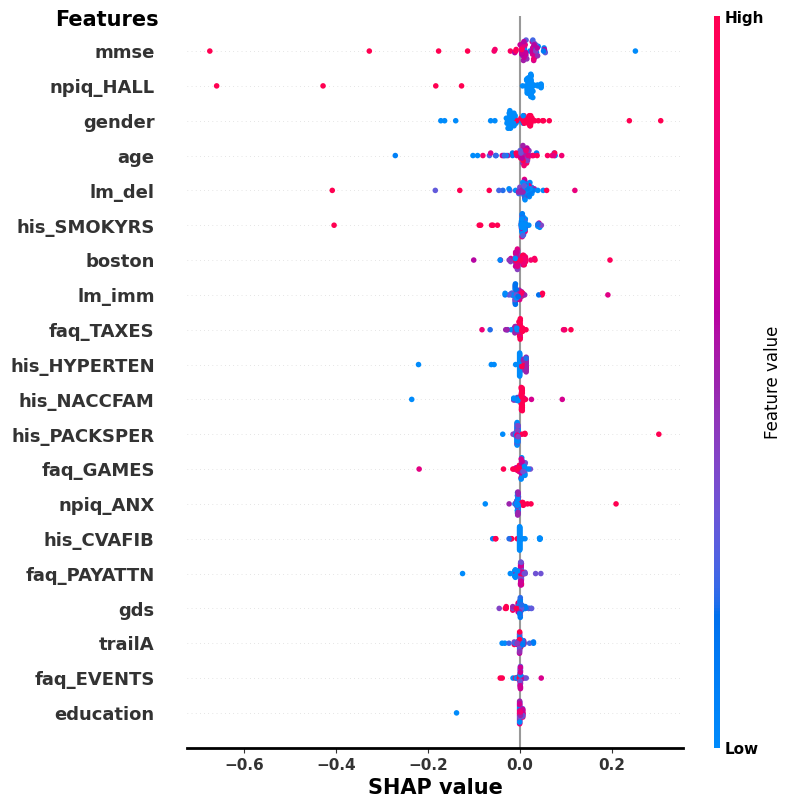 Features
High
mmse
npiq_HALL
gender
age
lm_del
his_SMOKYRS
boston
lm_imm
faq_TAXES
his_HYPERTEN
his_NACCFAM
his_PACKSPER
faq_GAMES
npiq_ANX
his_CVAFIB
faq_PAYATTN
gds
trailA
faq_EVENTS
education
Feature value
Low
−0.6 −0.4 −0.2 0.0 0.2
SHAP value